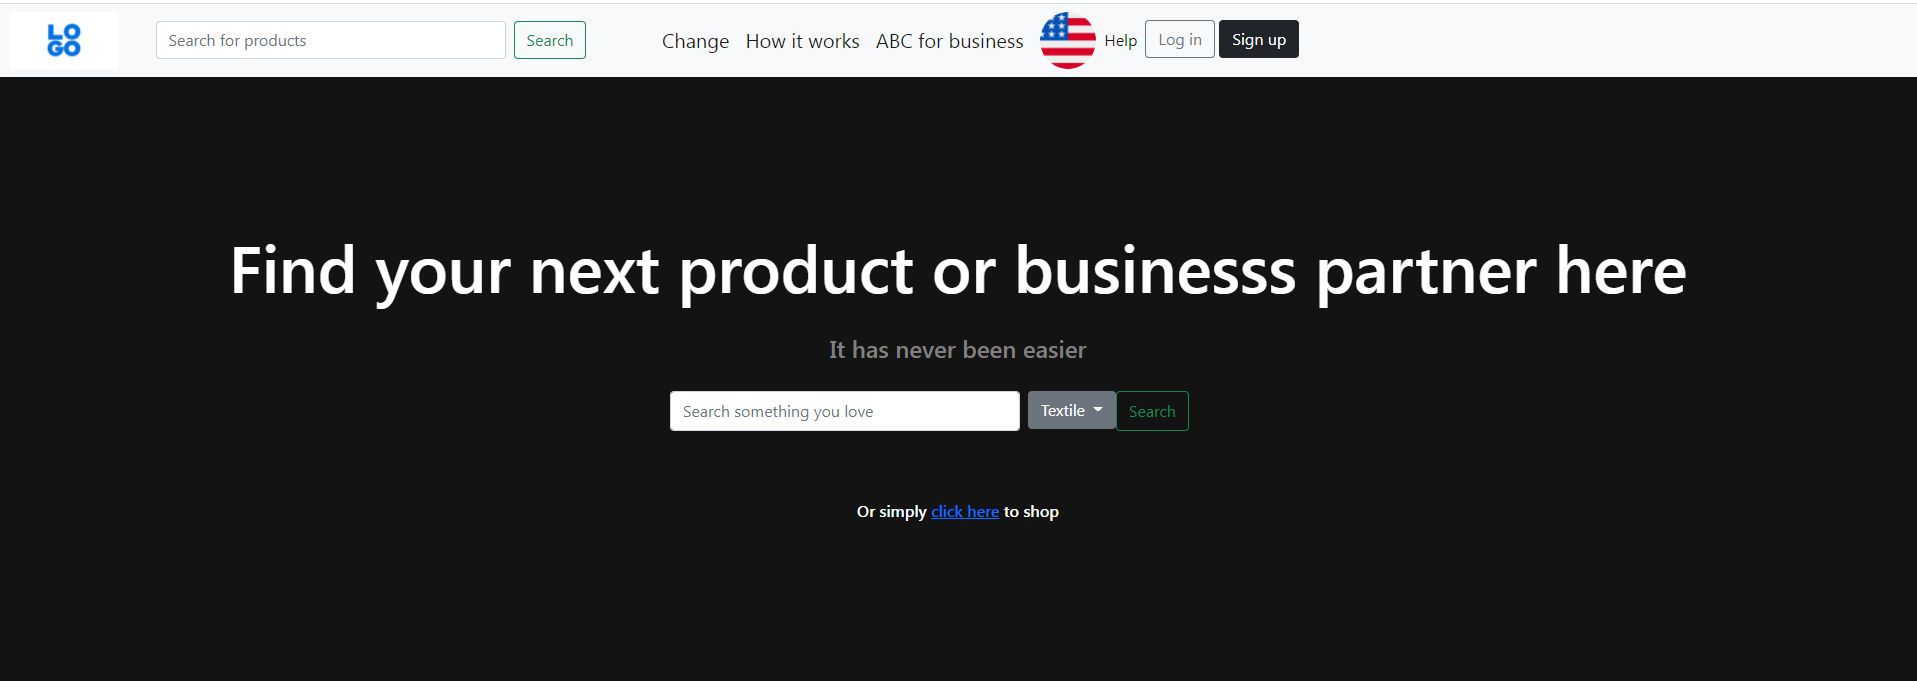 LO
GO
Search for products
Search
Change
How it works
ABC for business
Help
Log in
Sign up
Find your next product or businesss partner here
It has never been easier
Search something you love
Textile
Search
Or simply click here to shop